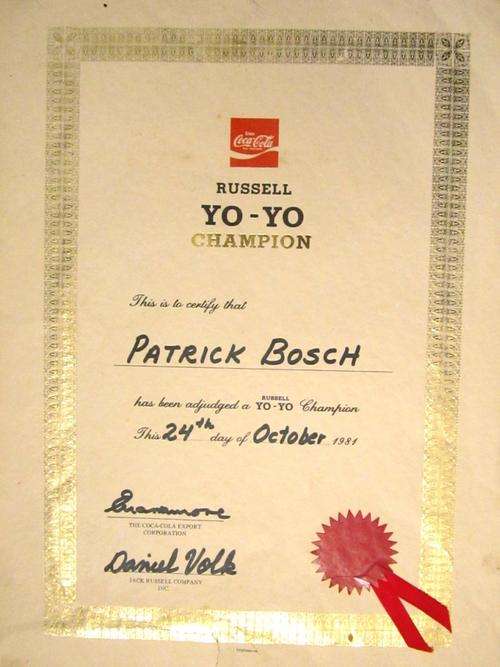 Enjoy
Coca-Cola
RUSSELL
YO-YO
CHAMPION
This is to certify that
PATRICK BOSCH
has been adjudged a RUSSELL YO-YO Champion
This 24th day of October 1981
THE COCA-COLA EXPORT
CORPORATION
Daniel Volk
JACK RUSSELL COMPANY
INC.